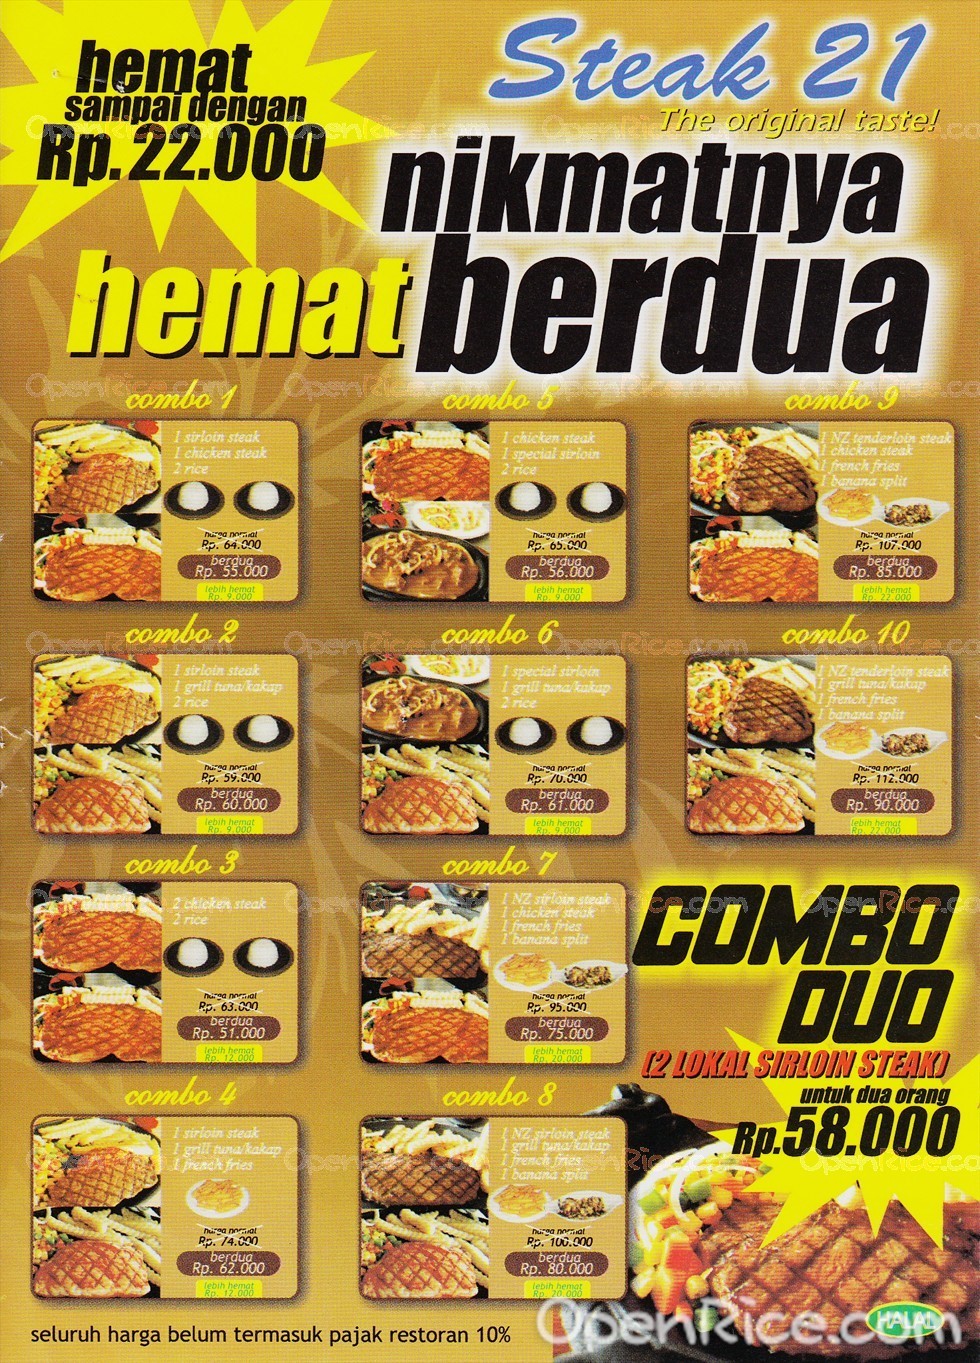 hemat
sampai dengan
Rp. 22.000
Steak 21
The original taste!
nikmatnya
hemat berdua
combo 1
1 sirloin steak
1 chicken steak
2 rice
harga normal
Rp. 64.000
berdua
Rp. 55.000
lebih hemat
Rp. 9.000
combo 2
1 sirloin steak
1 grill tuna/kakap
2 rice
harga normal
Rp. 59.000
berdua
Rp. 60.000
lebih hemat
Rp. 9.000
combo 3
2 chicken steak
2 rice
harga normal
Rp. 63.000
berdua
Rp. 51.000
lebih hemat
Rp. 12.000
combo 4
1 sirloin steak
1 grill tuna/kakap
1 french fries
harga normal
Rp. 74.000
berdua
Rp. 62.000
lebih hemat
Rp. 12.000
combo 5
1 chicken steak
1 special sirloin
2 rice
harga normal
Rp. 65.000
berdua
Rp. 56.000
lebih hemat
Rp. 9.000
combo 6
1 special sirloin
1 grill tuna/kakap
2 rice
harga normal
Rp. 70.000
berdua
Rp. 61.000
lebih hemat
Rp. 9.000
combo 7
1 NZ sirloin steak
1 chicken steak
1 french fries
1 banana split
harga normal
Rp. 95.000
berdua
Rp. 75.000
lebih hemat
Rp. 20.000
combo 8
1 NZ sirloin steak
1 grill tuna/kakap
1 french fries
1 banana split
harga normal
Rp. 100.000
berdua
Rp. 80.000
lebih hemat
Rp. 20.000
combo 9
1 NZ tenderloin steak
1 chicken steak
1 french fries
1 banana split
harga normal
Rp. 107.000
berdua
Rp. 85.000
lebih hemat
Rp. 22.000
combo 10
1 NZ tenderloin steak
1 grill tuna/kakap
1 french fries
1 banana split
harga normal
Rp. 112.000
berdua
Rp. 90.000
lebih hemat
Rp. 22.000
COMBO
DUO
(2 LOKAL SIRLOIN STEAK)
untuk dua orang
Rp. 58.000
HALAL
seluruh harga belum termasuk pajak restoran 10%
OpenRice.com